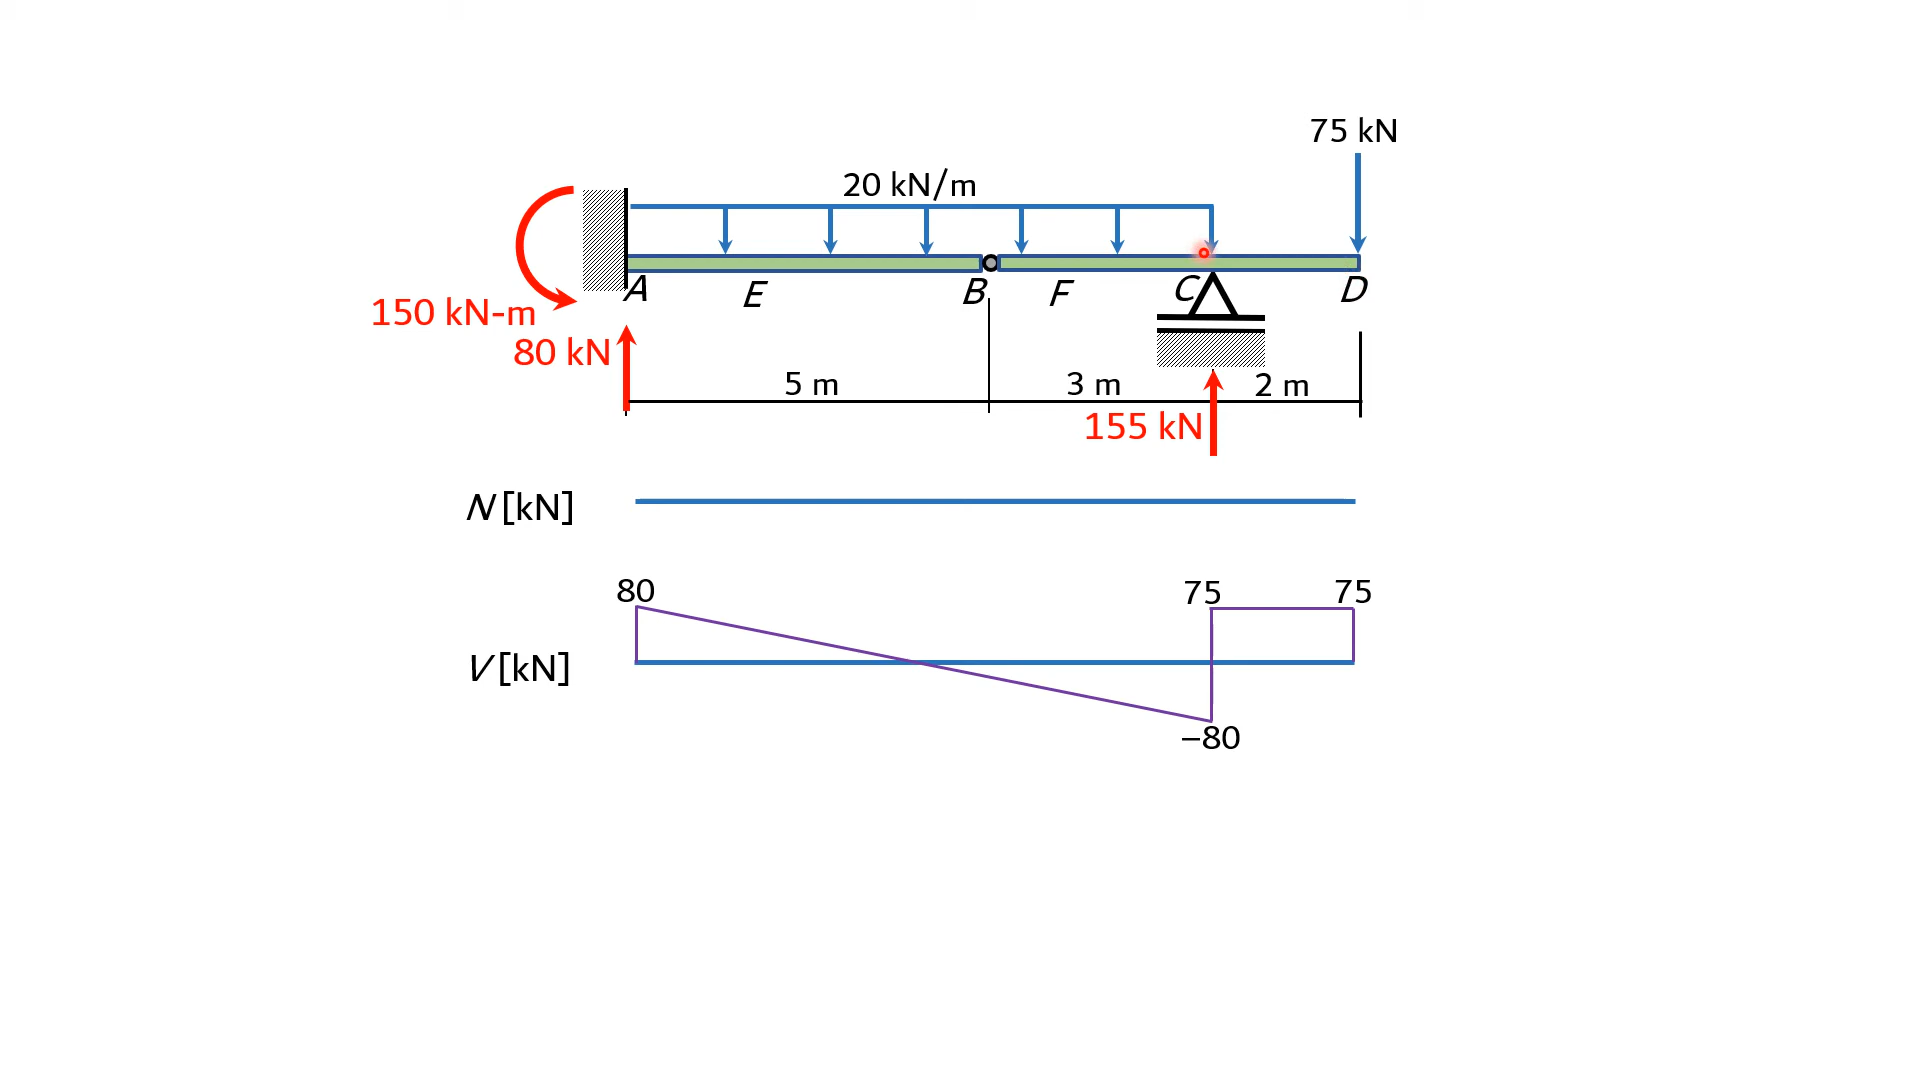 75 kN
20 kN/m
A E B F C D
150 kN-m
80 kN
5 m 3 m 2 m
155 kN
N [kN]
80 75 75
V [kN]
−80